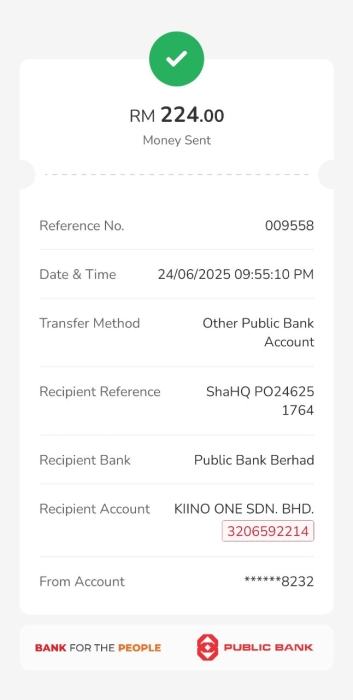 RM 224.00
Money Sent
Reference No. 009558
Date & Time 24/06/2025 09:55:10 PM
Transfer Method Other Public Bank
Account
Recipient Reference ShaHQ PO24625
1764
Recipient Bank Public Bank Berhad
Recipient Account KIINO ONE SDN. BHD.
3206592214
From Account ******8232
BANK FOR THE PEOPLE PUBLIC BANK